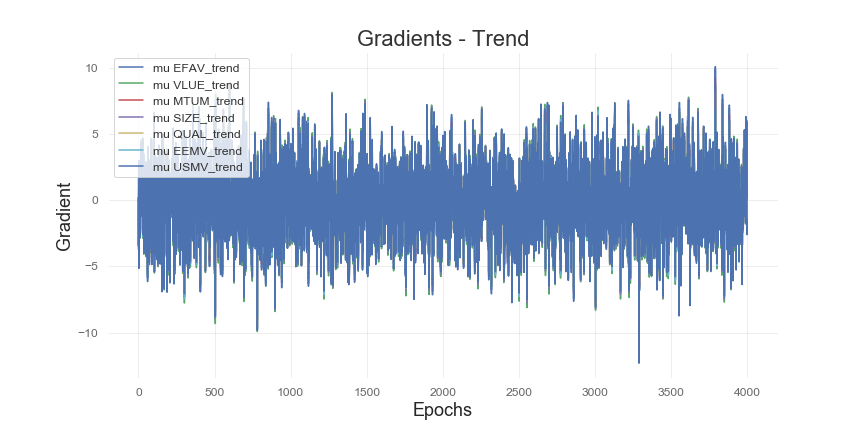 Gradients - Trend
mu EFAV_trend
mu VLUE_trend
mu MTUM_trend
mu SIZE_trend
mu QUAL_trend
mu EEMV_trend
mu USMV_trend
10
5
0
−5
−10
Gradient
0 500 1000 1500 2000 2500 3000 3500 4000
Epochs